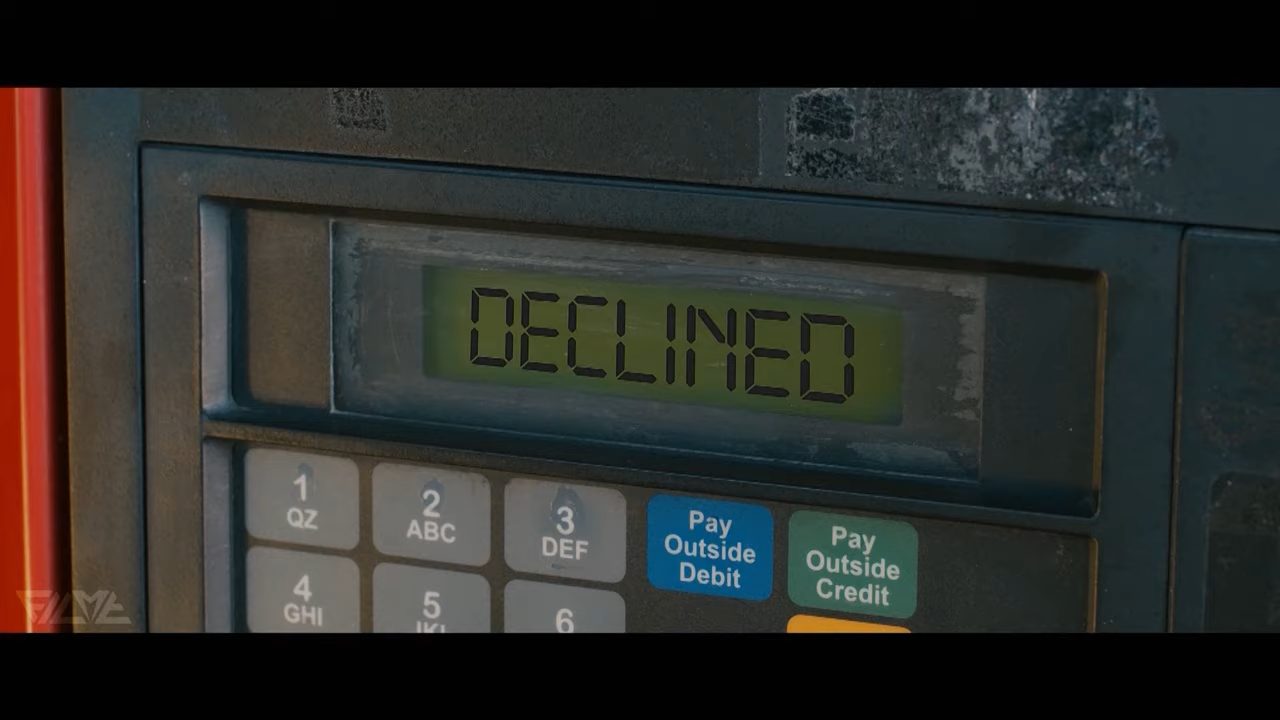 DECLINED
1
QZ
2
ABC
3
DEF
Pay
Outside
Debit
Pay
Outside
Credit
4
GHI
5
6